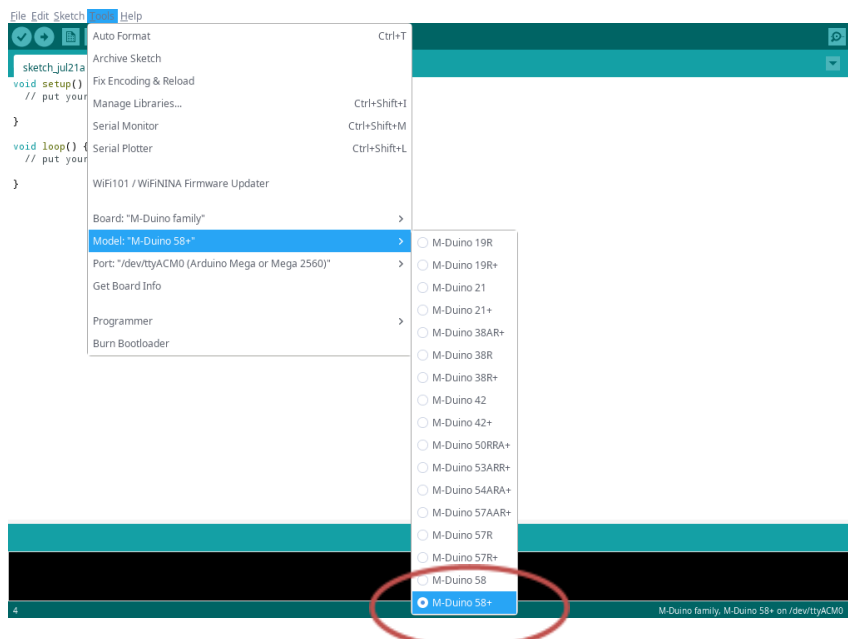 File Edit Sketch Tools Help
sketch_jul21a
void setup()
// put your
}
void loop() {
// put your
}
Auto Format Ctrl+T
Archive Sketch
Fix Encoding & Reload
Manage Libraries... Ctrl+Shift+I
Serial Monitor Ctrl+Shift+M
Serial Plotter Ctrl+Shift+L
WiFi101 / WiFiNINA Firmware Updater
Board: "M-Duino family"
Model: "M-Duino 58+"
Port: "/dev/ttyACM0 (Arduino Mega or Mega 2560)"
Get Board Info
Programmer
Burn Bootloader
M-Duino 19R
M-Duino 19R+
M-Duino 21
M-Duino 21+
M-Duino 38AR+
M-Duino 38R
M-Duino 38R+
M-Duino 42
M-Duino 42+
M-Duino 50RRA+
M-Duino 53ARR+
M-Duino 54ARA+
M-Duino 57AAR+
M-Duino 57R
M-Duino 57R+
M-Duino 58
M-Duino 58+
4
M-Duino family, M-Duino 58+ on /dev/ttyACM0